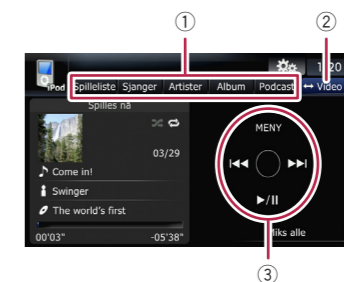 ① ②
1:20
iPod Spilleliste Sjanger Artister Album Podcast ↔ Video
Spilles nå
MENY
03/29
Come in!
Swinger
The world's first
00'03" -05'38"
Miks alle
③